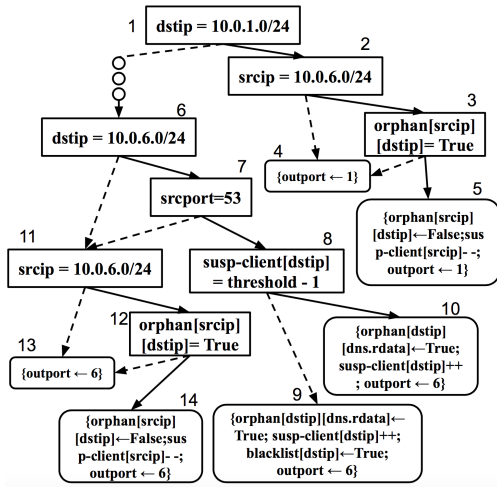 1
dstip = 10.0.1.0/24
2
srcip = 10.0.6.0/24
3
orphan[srcip]
[dstip]= True
4
{outport ← 1}
5
{orphan[srcip]
[dstip]←False;sus
p-client[srcip]- -;
outport ← 1}
6
dstip = 10.0.6.0/24
7
srcport=53
8
susp-client[dstip]
= threshold - 1
11
srcip = 10.0.6.0/24
12
orphan[srcip]
[dstip]= True
10
{orphan[dstip]
[dns.rdata]←True;
susp-client[dstip]++
; outport ← 6}
13
{outport ← 6}
14
{orphan[srcip]
[dstip]←False;sus
p-client[srcip]- -;
outport ← 6}
9
{orphan[dstip][dns.rdata]←
True; susp-client[dstip]++;
blacklist[dstip]←True;
outport ← 6}